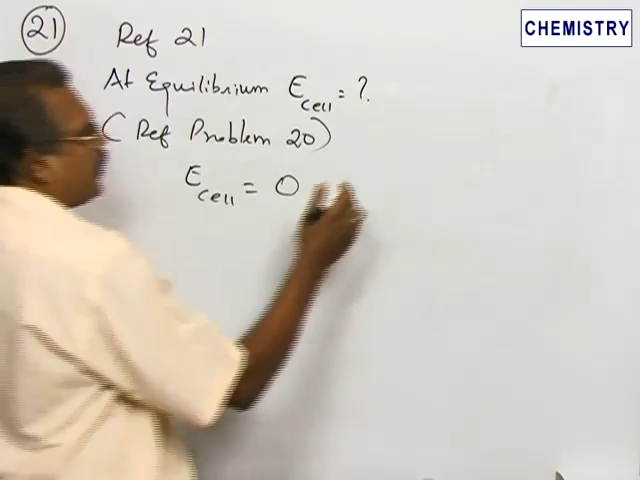 CHEMISTRY
21 Ref 21
At Equilibrium Ecell = ?
(Ref Problem 20)
Ecell = 0